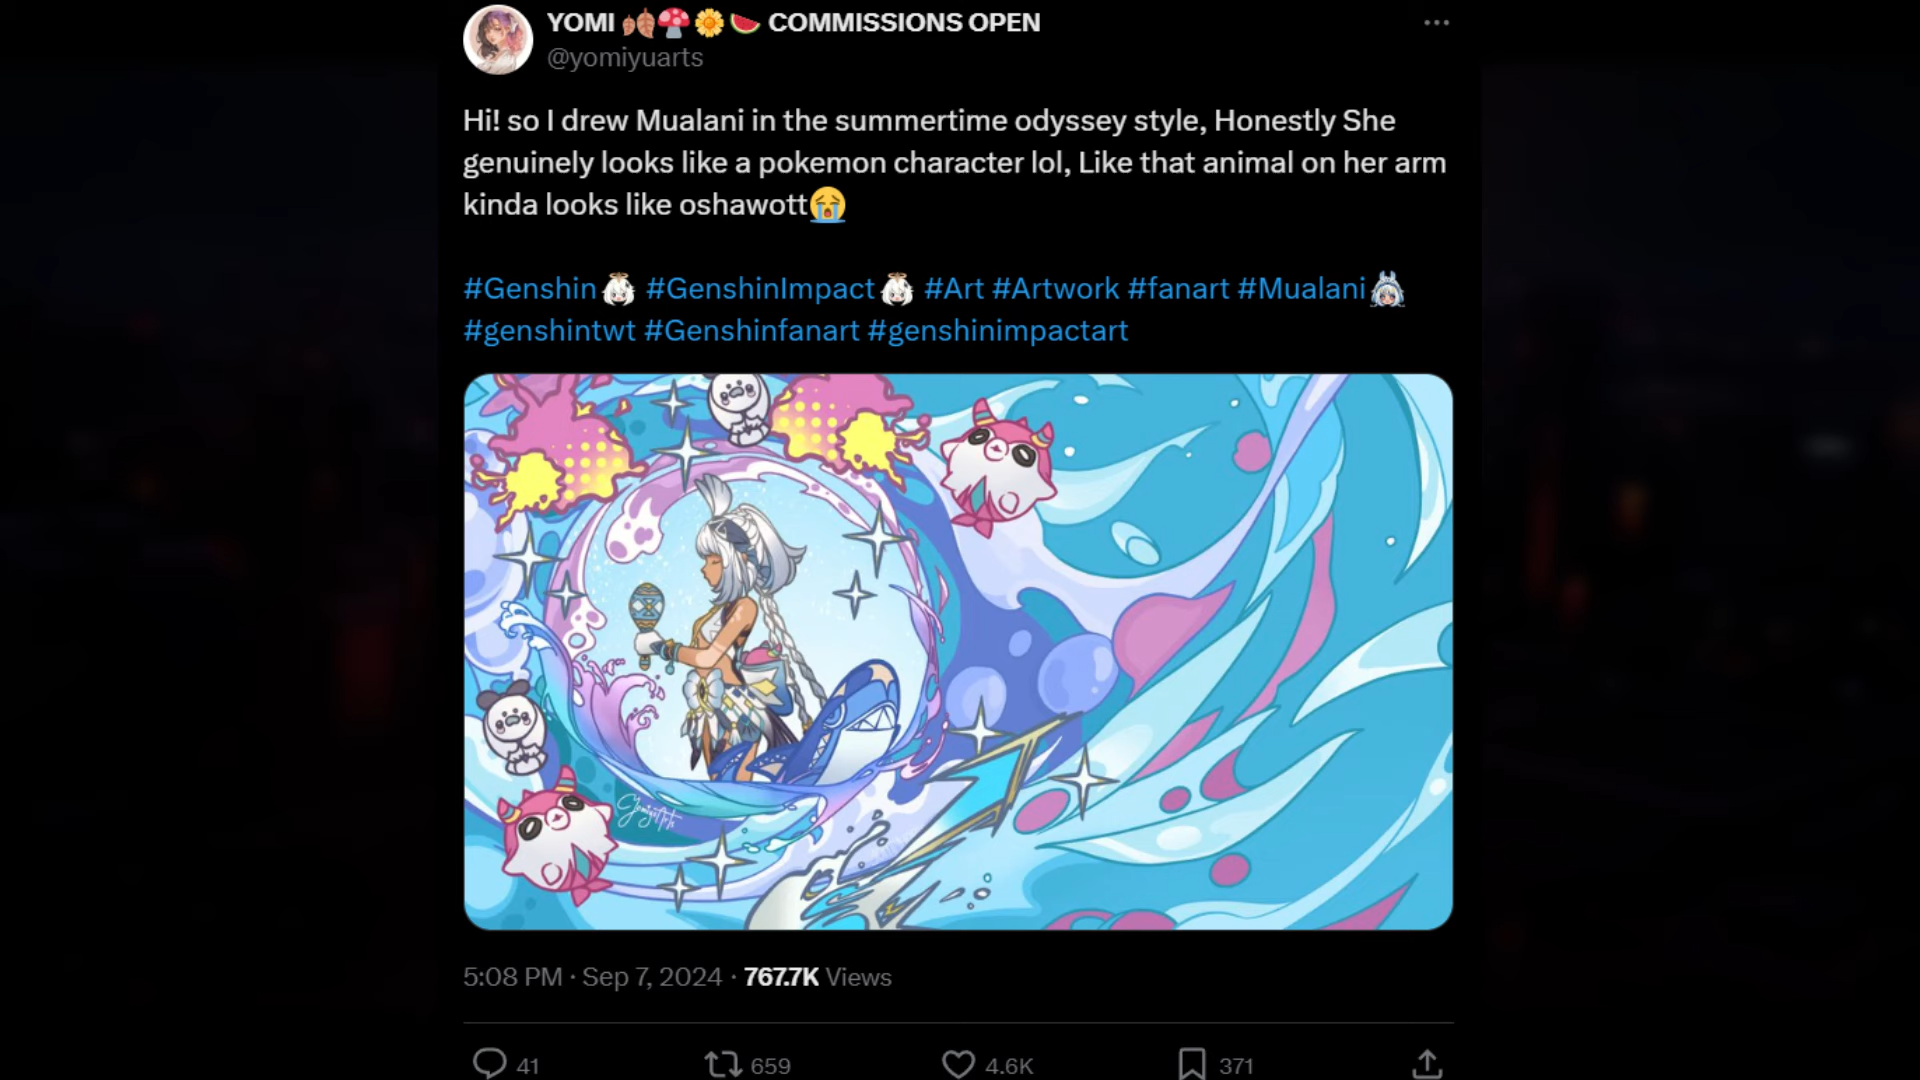 YOMI 🍂🍄🌼🍉 COMMISSIONS OPEN
@yomiyuarts
Hi! so I drew Mualani in the summertime odyssey style, Honestly She
genuinely looks like a pokemon character lol, Like that animal on her arm
kinda looks like oshawott😭
#Genshin #GenshinImpact #Art #Artwork #fanart #Mualani
#genshintwt #Genshinfanart #genshinimpactart
5:08 PM · Sep 7, 2024 · 767.7K Views
41 659 4.6K 371